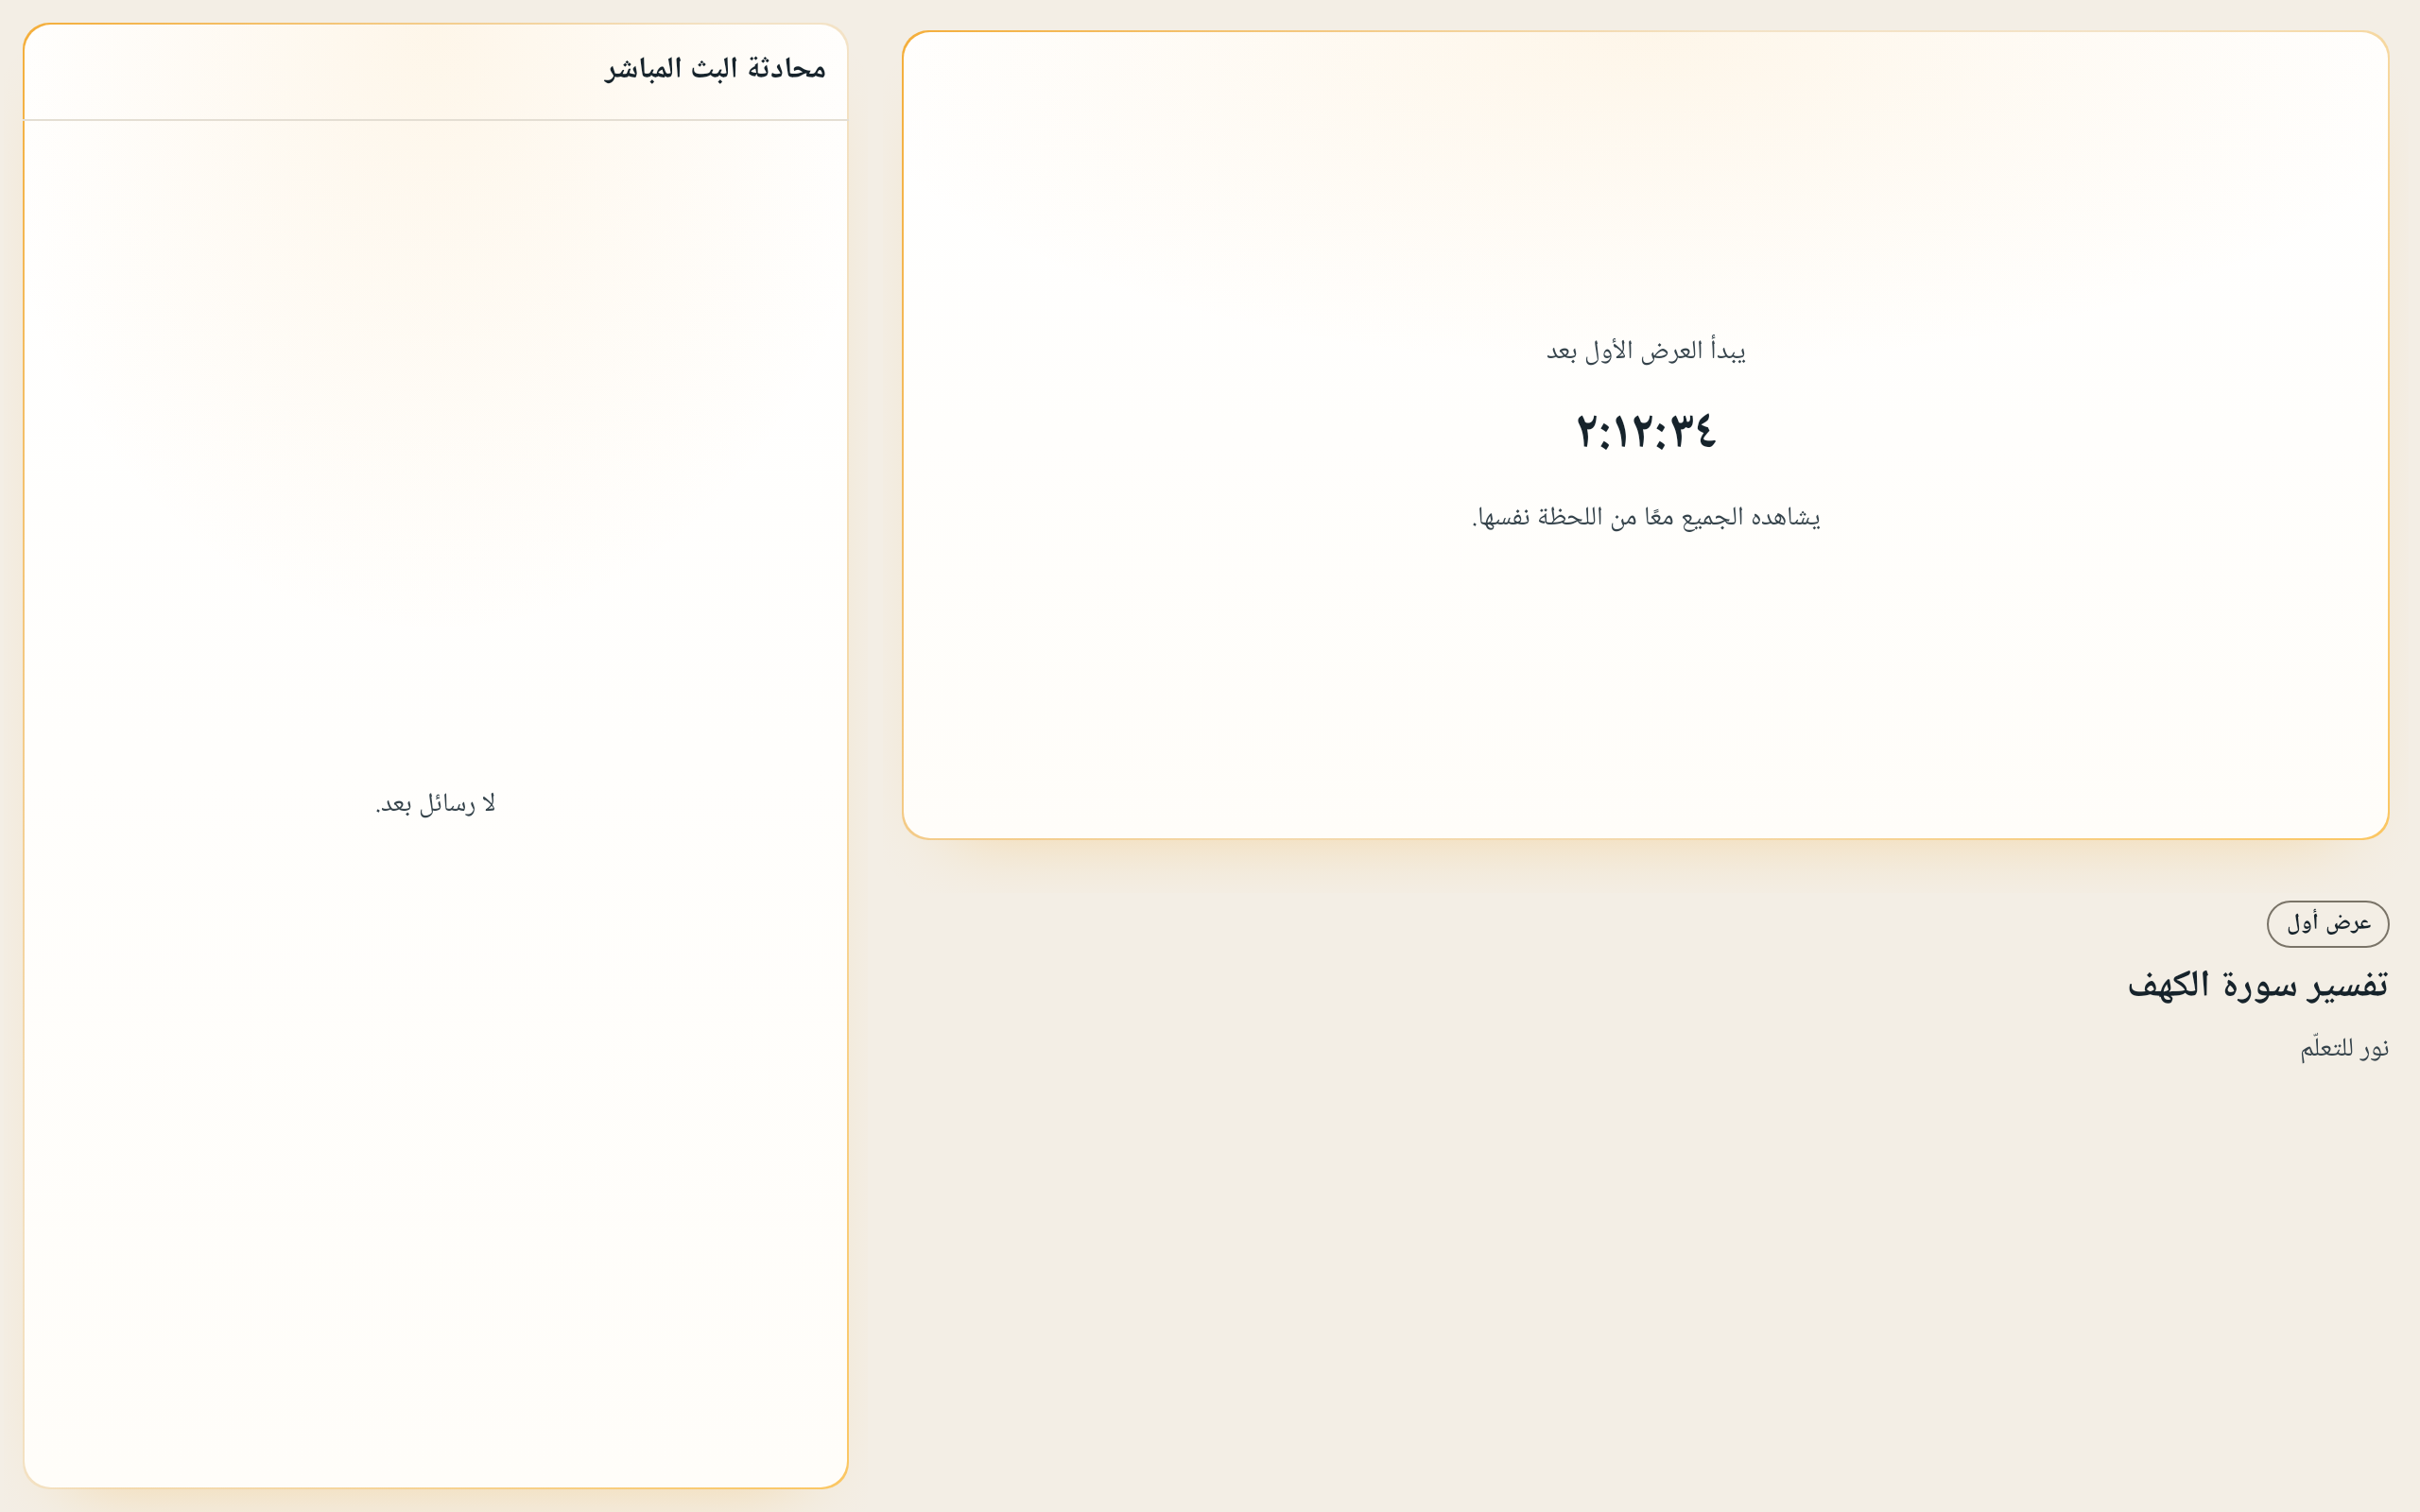 يبدأ العرض الأول بعد
٢:١٢:٣٤
يشاهده الجميع معًا من اللحظة نفسها.
عرض أول
تفسير سورة الكهف
نور للتعلّم
محادثة البث المباشر
لا رسائل بعد.